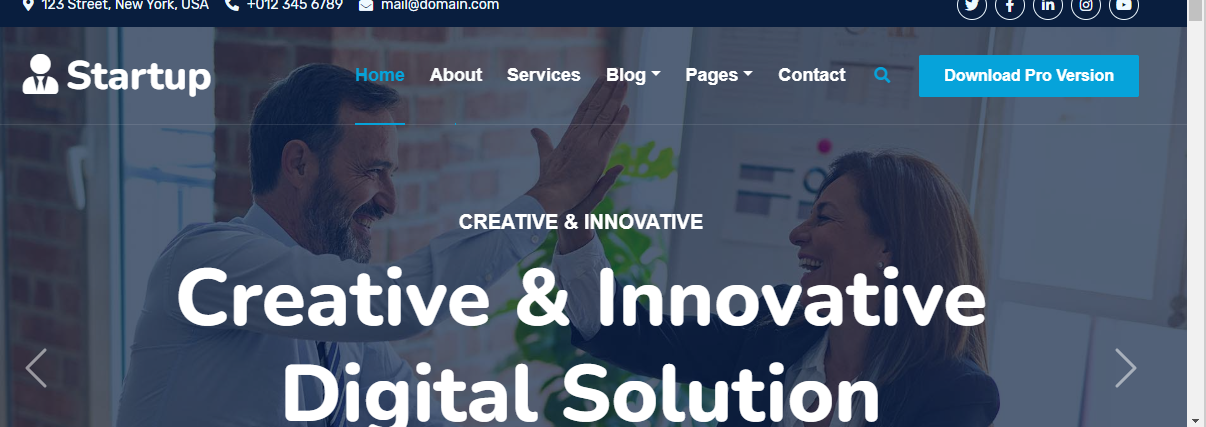 123 Street, New York, USA +012 345 6789 mail@domain.com
Startup Home About Services Blog Pages Contact Download Pro Version
CREATIVE & INNOVATIVE
Creative & Innovative
Digital Solution